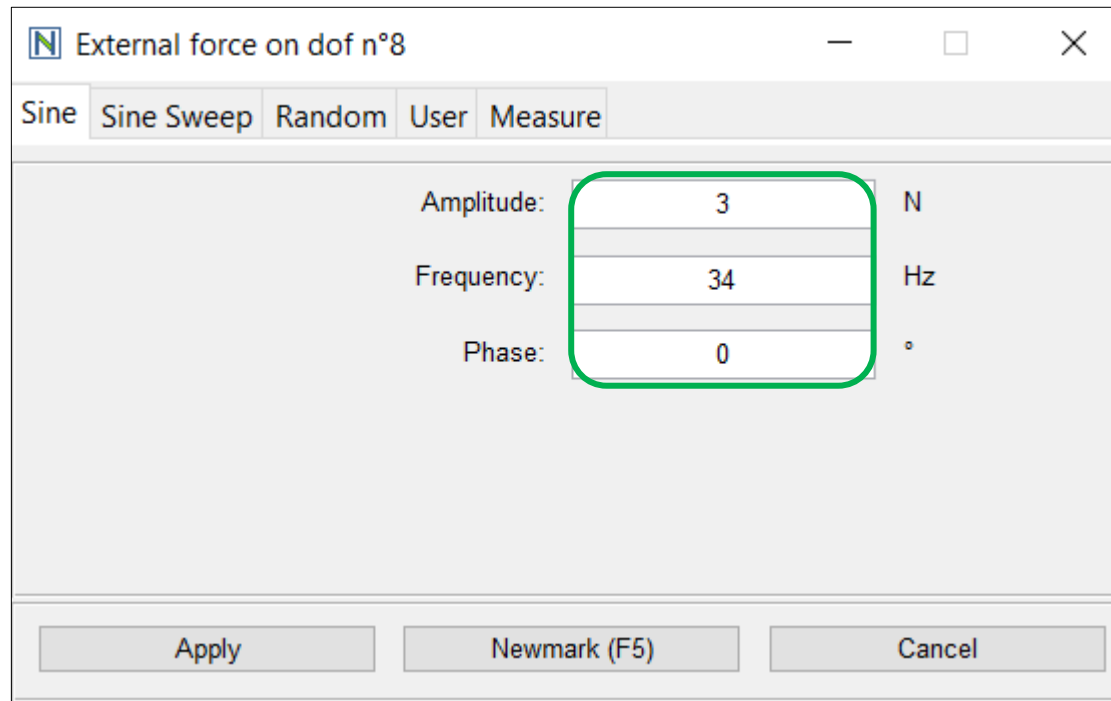 External force on dof n°8
Sine Sine Sweep Random User Measure
Amplitude: 3 N
Frequency: 34 Hz
Phase: 0 °
Apply Newmark (F5) Cancel